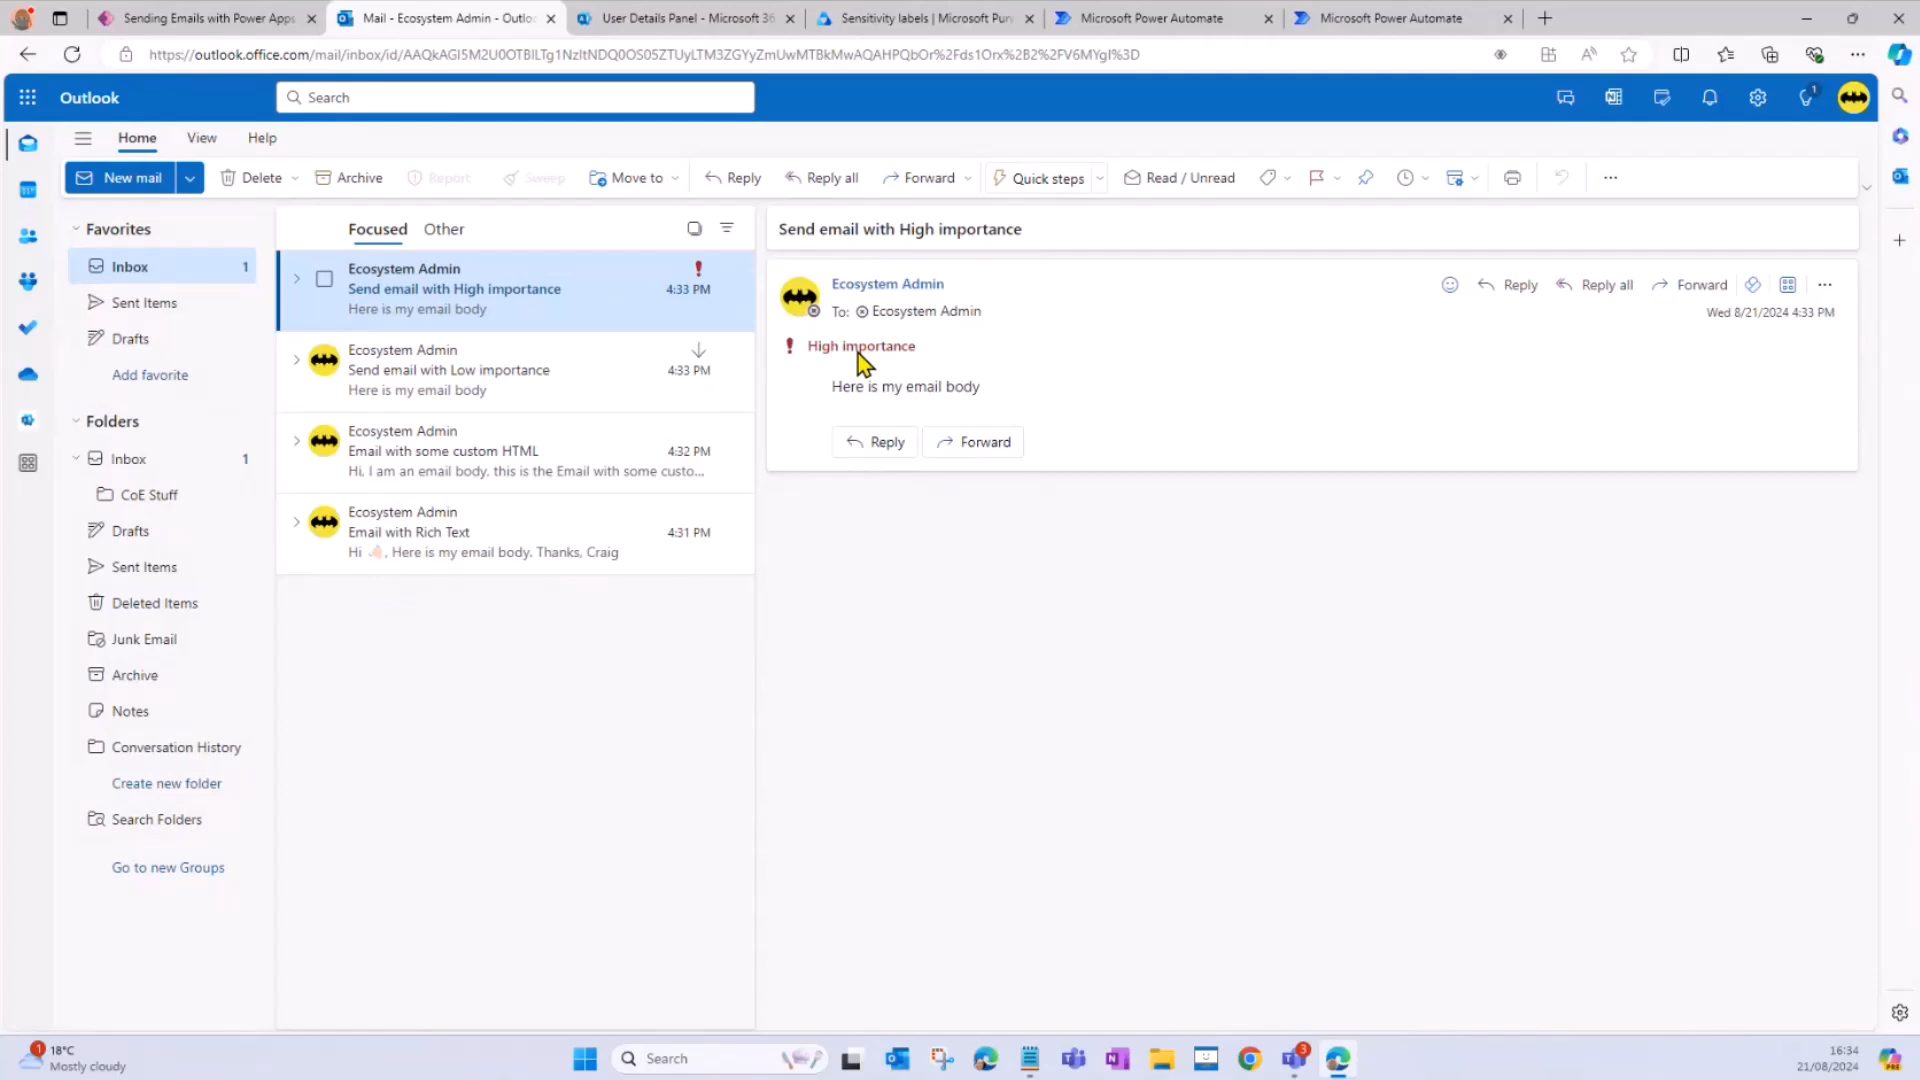 Sending Emails with Power Apps
Mail - Ecosystem Admin - Outlo
User Details Panel - Microsoft 36
Sensitivity labels | Microsoft Pur
Microsoft Power Automate
Microsoft Power Automate
https://outlook.office.com/mail/inbox/id/AAQkAGI5M2U0OTBlLTg1NzItNDQ0OS05ZTUyLTM3ZGYyZmUwMTBkMwAQAHPQbOr%2Fds1Orx%2B2%2FV6MYgI%3D
Outlook
Search
1
Home
View
Help
New mail
Delete
Archive
Report
Sweep
Move to
Reply
Reply all
Forward
Quick steps
Read / Unread
Favorites
Inbox
1
Sent Items
Drafts
Add favorite
Folders
Inbox
1
CoE Stuff
Drafts
Sent Items
Deleted Items
Junk Email
Archive
Notes
Conversation History
Create new folder
Search Folders
Go to new Groups
Focused
Other
Ecosystem Admin
Send email with High importance
4:33 PM
Here is my email body
Ecosystem Admin
Send email with Low importance
4:33 PM
Here is my email body
Ecosystem Admin
Email with some custom HTML
4:32 PM
Hi, I am an email body, this is the Email with some custo...
Ecosystem Admin
Email with Rich Text
4:31 PM
Hi 👋🏻, Here is my email body. Thanks, Craig
Send email with High importance
Ecosystem Admin
To: Ecosystem Admin
Reply
Reply all
Forward
Wed 8/21/2024 4:33 PM
High importance
Here is my email body
Reply
Forward
1
18°C
Mostly cloudy
Search
3
16:34
21/08/2024
PRE